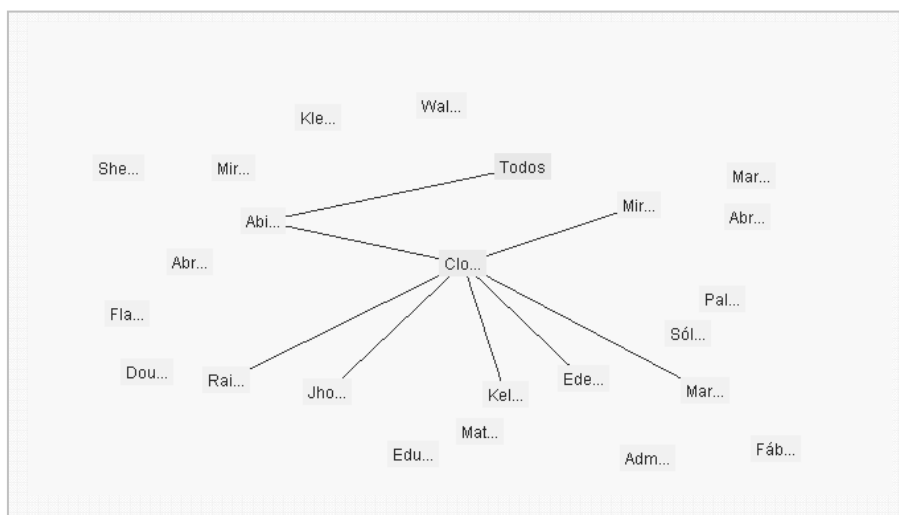 Wal...
Kle...
Todos
She...
Mir...
Mar...
Mir...
Abi...
Abr...
Abr...
Clo...
Pal...
Fla...
Sól...
Dou...
Rai...
Ede...
Jho...
Kel...
Mar...
Mat...
Edu...
Adm...
Fáb...